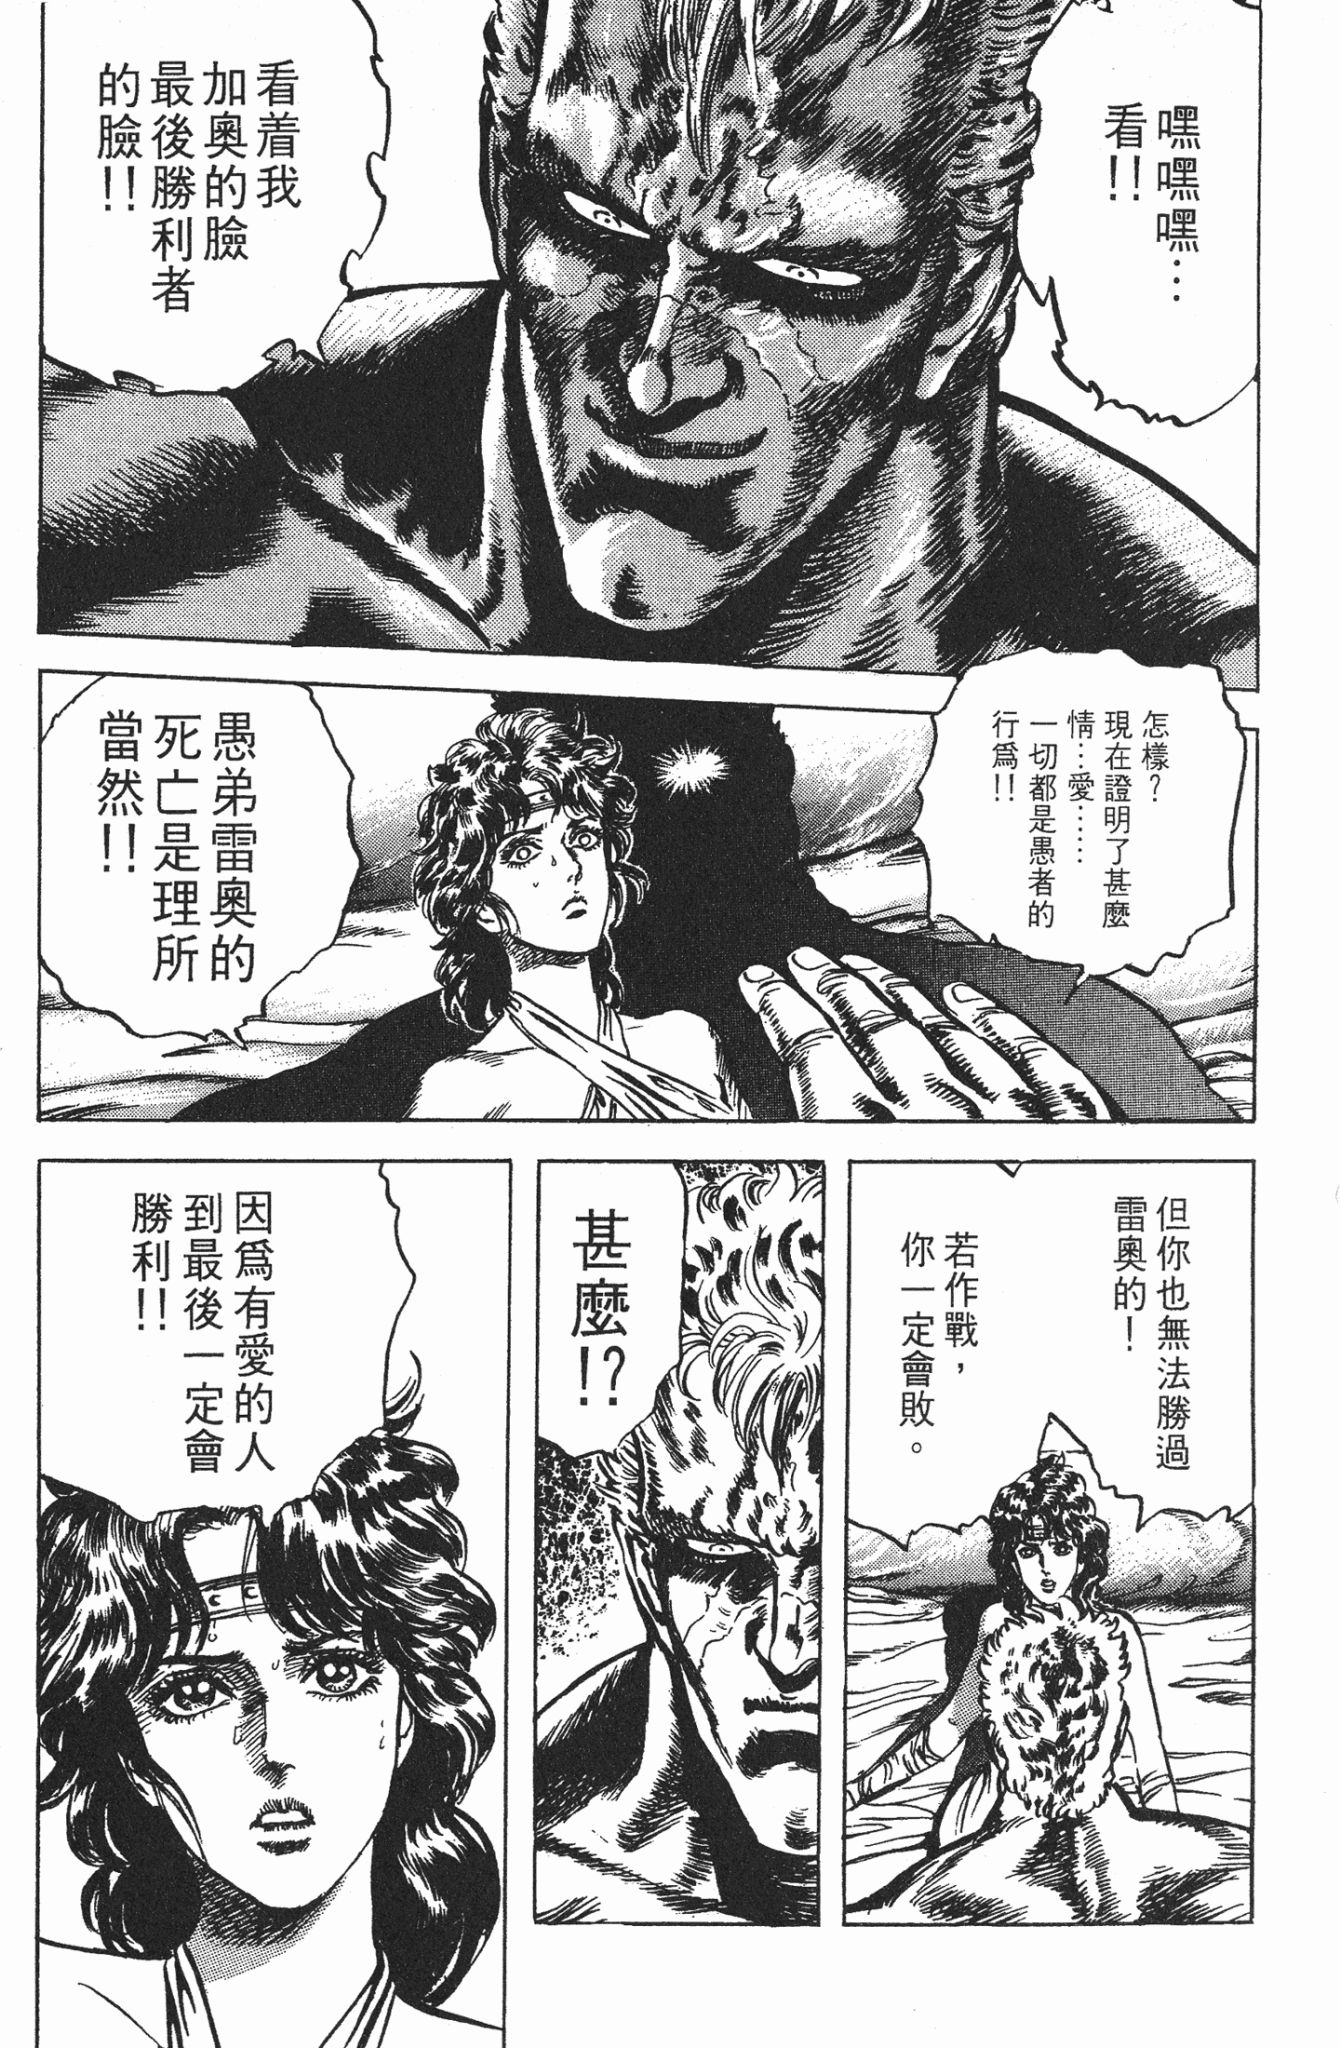 嘿嘿嘿…
看!!
看着我
加奥的臉
最後勝利者
的臉!!
怎樣?
現在證明了甚麼
情…愛……
一切都是愚者的
行爲!!
愚弟雷奥的
死亡是理所
當然!!
但你也無法勝過
雷奥的!
若作戰，
你一定會敗。
甚麼!?
因爲有愛的人
到最後一定會
勝利!!